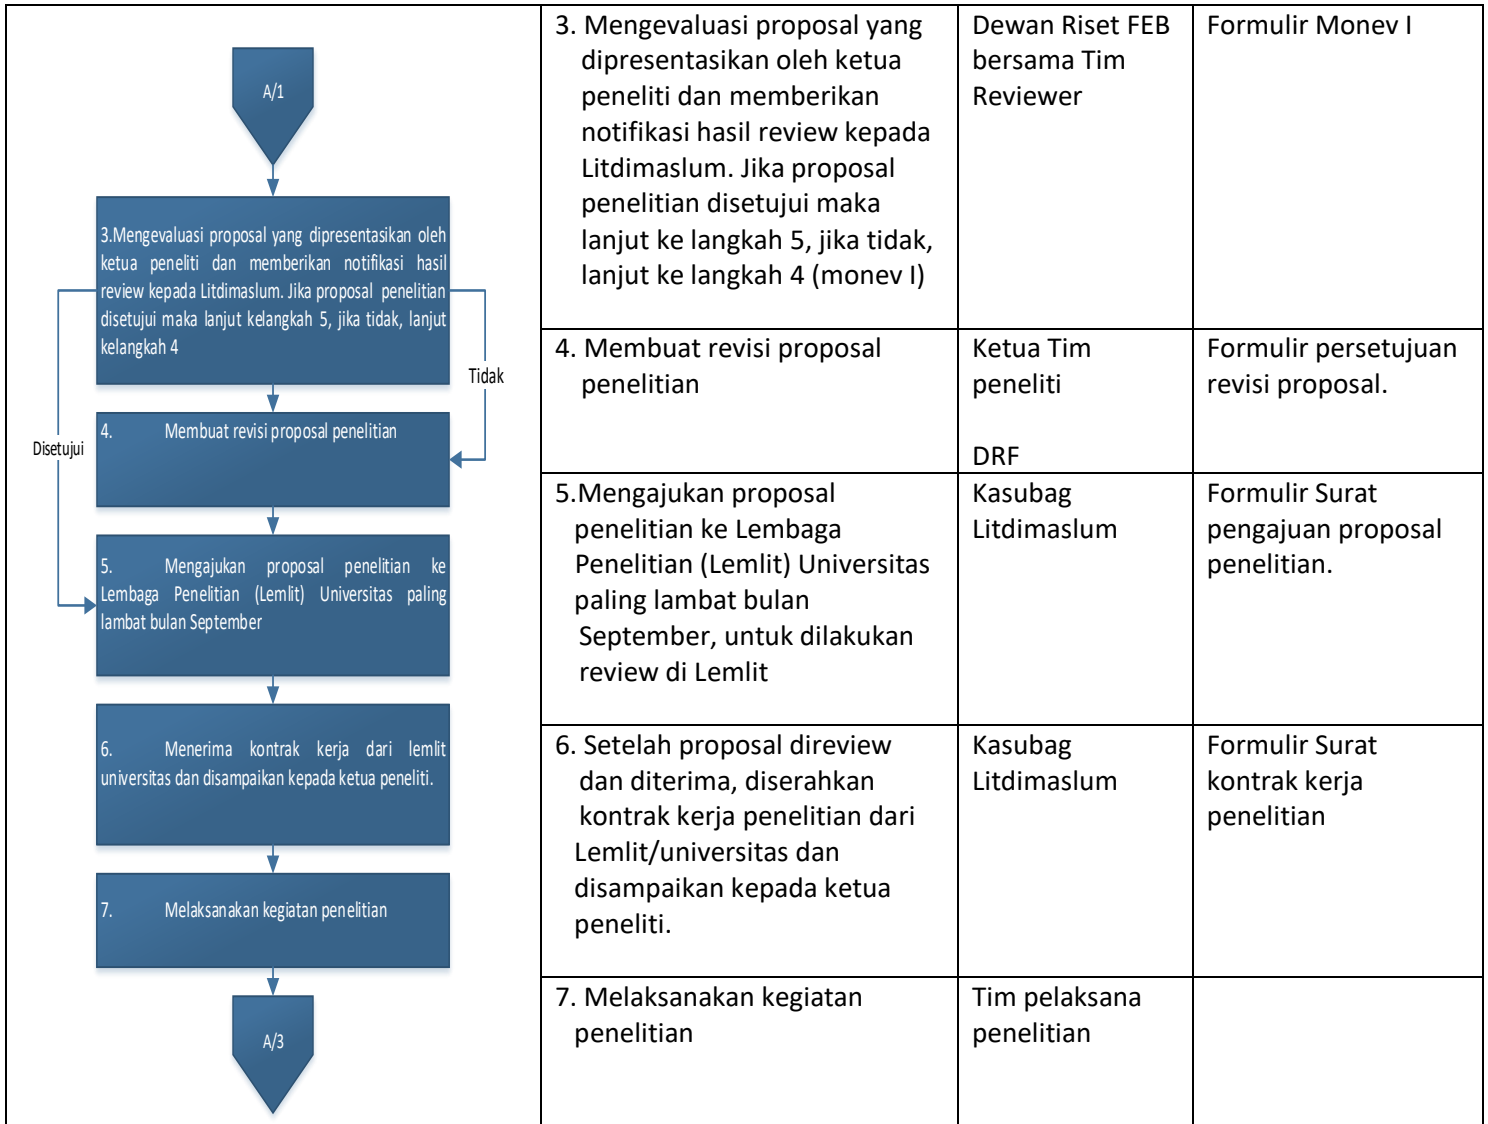 A/1
3.Mengevaluasi proposal yang dipresentasikan oleh
ketua peneliti dan memberikan notifikasi hasil
review kepada Litdimaslum. Jika proposal penelitian
disetujui maka lanjut kelangkah 5, jika tidak, lanjut
kelangkah 4
Tidak
Disetujui
4. Membuat revisi proposal penelitian
5. Mengajukan proposal penelitian ke
Lembaga Penelitian (Lemlit) Universitas paling
lambat bulan September
6. Menerima kontrak kerja dari lemlit
universitas dan disampaikan kepada ketua peneliti.
7. Melaksanakan kegiatan penelitian
A/3
3. Mengevaluasi proposal yang
dipresentasikan oleh ketua
peneliti dan memberikan
notifikasi hasil review kepada
Litdimaslum. Jika proposal
penelitian disetujui maka
lanjut ke langkah 5, jika tidak,
lanjut ke langkah 4 (monev I)
Dewan Riset FEB
bersama Tim
Reviewer
Formulir Monev I
4. Membuat revisi proposal
penelitian
Ketua Tim
peneliti
DRF
Formulir persetujuan
revisi proposal.
5.Mengajukan proposal
penelitian ke Lembaga
Penelitian (Lemlit) Universitas
paling lambat bulan
September, untuk dilakukan
review di Lemlit
Kasubag
Litdimaslum
Formulir Surat
pengajuan proposal
penelitian.
6. Setelah proposal direview
dan diterima, diserahkan
kontrak kerja penelitian dari
Lemlit/universitas dan
disampaikan kepada ketua
peneliti.
Kasubag
Litdimaslum
Formulir Surat
kontrak kerja
penelitian
7. Melaksanakan kegiatan
penelitian
Tim pelaksana
penelitian